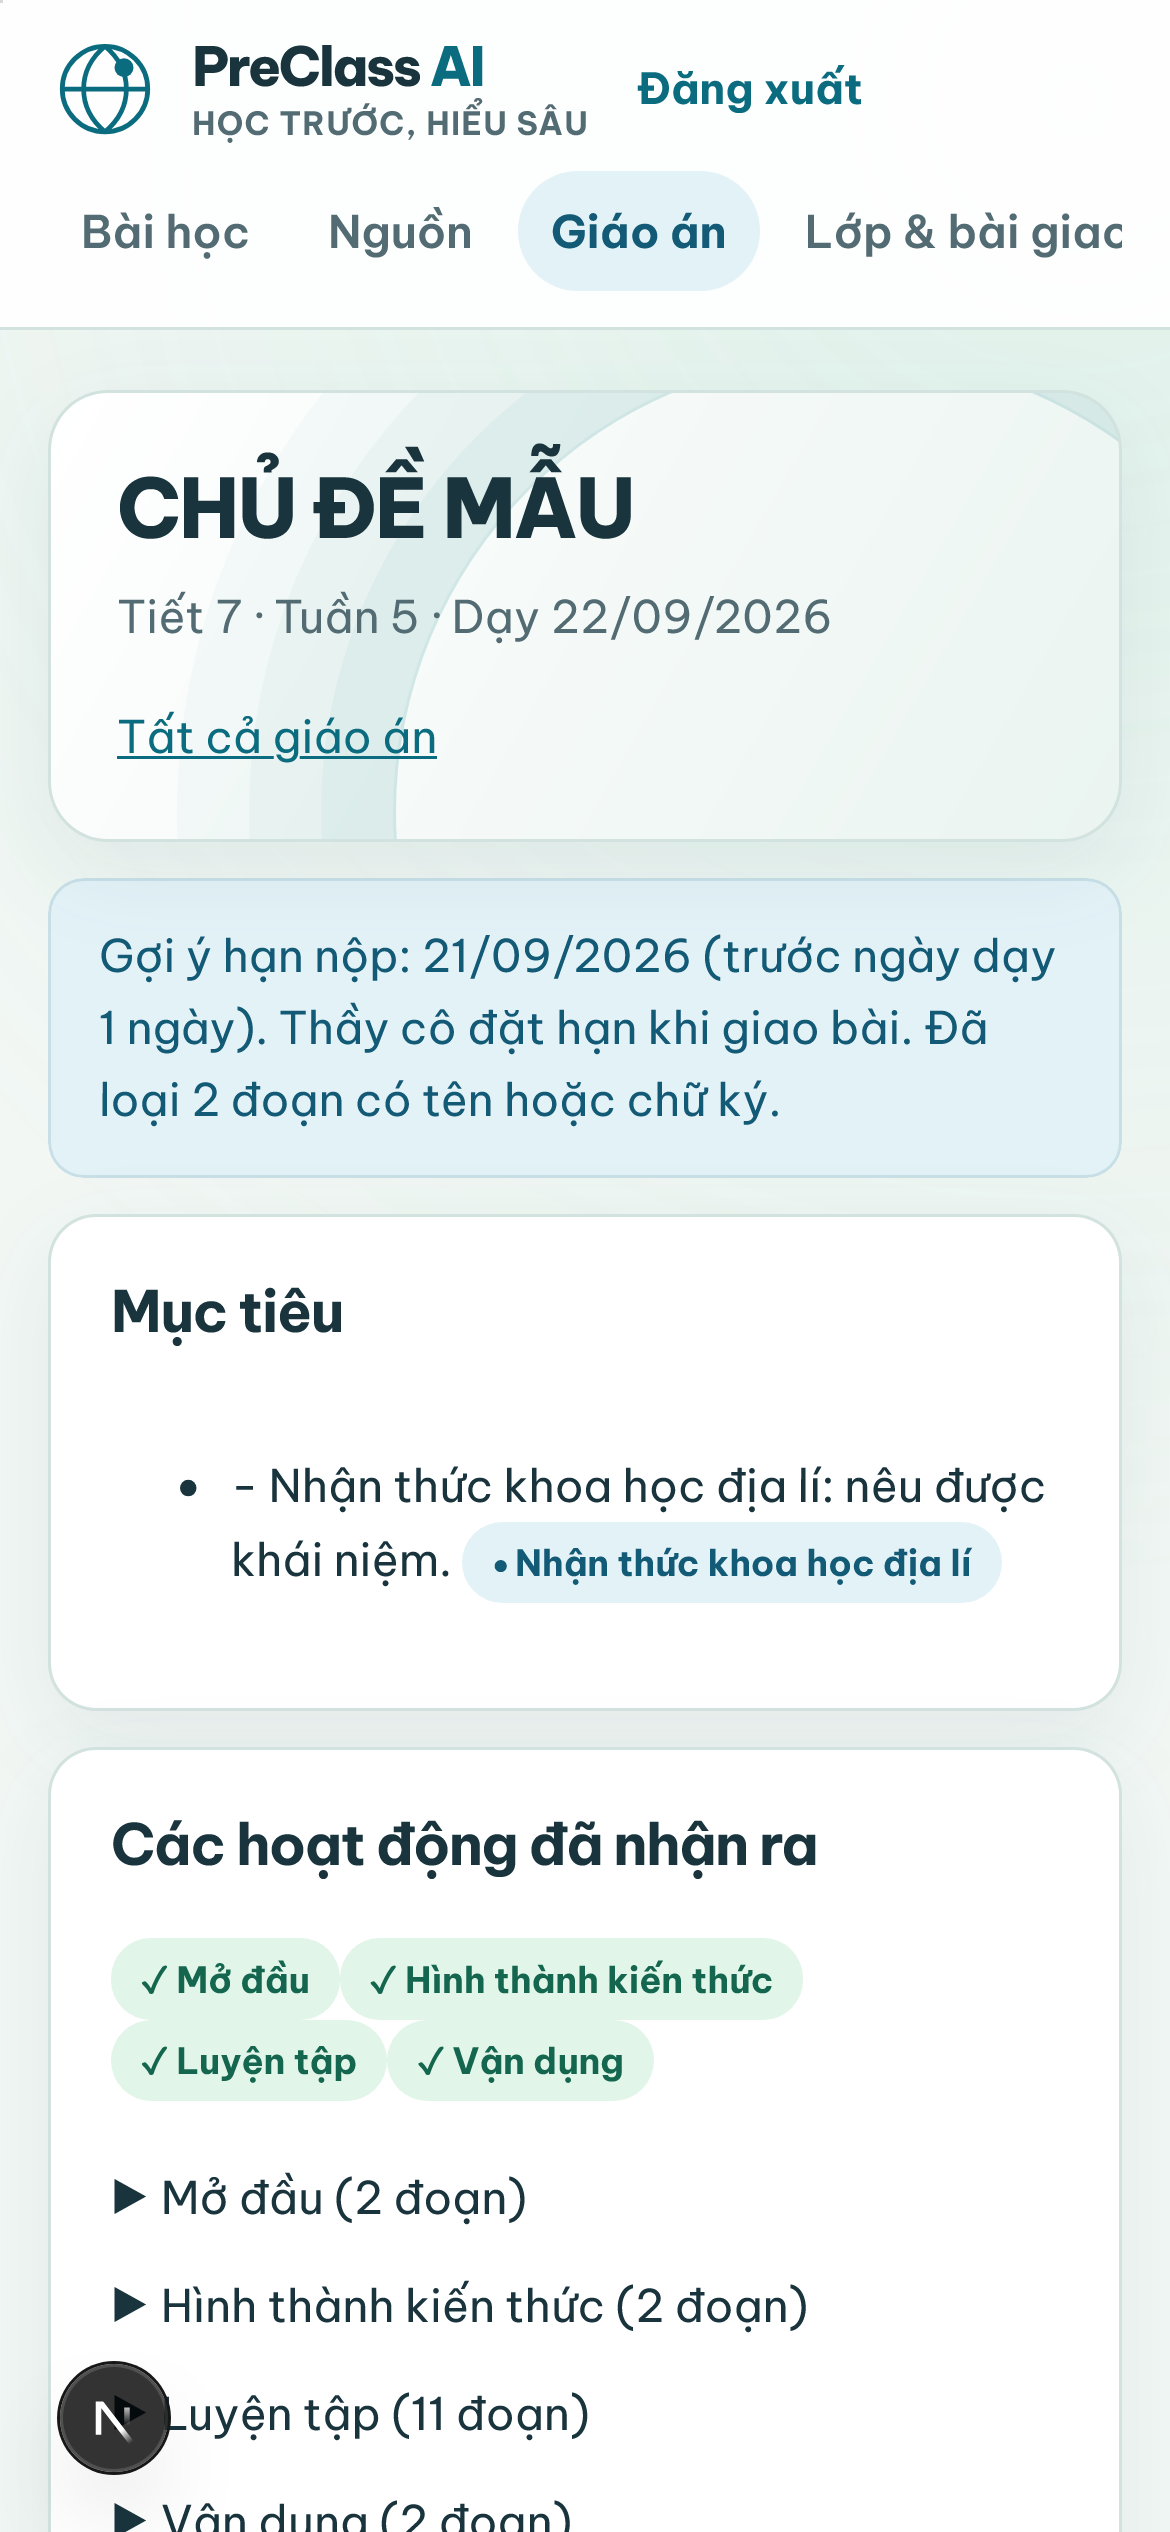 PreClass AI
HỌC TRƯỚC, HIỂU SÂU
Đăng xuất
Bài học
Nguồn
Giáo án
Lớp & bài giao
CHỦ ĐỀ MẪU
Tiết 7 · Tuần 5 · Dạy 22/09/2026
Tất cả giáo án
Gợi ý hạn nộp: 21/09/2026 (trước ngày dạy
1 ngày). Thầy cô đặt hạn khi giao bài. Đã
loại 2 đoạn có tên hoặc chữ ký.
Mục tiêu
• - Nhận thức khoa học địa lí: nêu được
khái niệm. • Nhận thức khoa học địa lí
Các hoạt động đã nhận ra
✓ Mở đầu ✓ Hình thành kiến thức
✓ Luyện tập ✓ Vận dụng
▶ Mở đầu (2 đoạn)
▶ Hình thành kiến thức (2 đoạn)
▶ Luyện tập (11 đoạn)
▶ Vận dụng (2 đoạn)
N